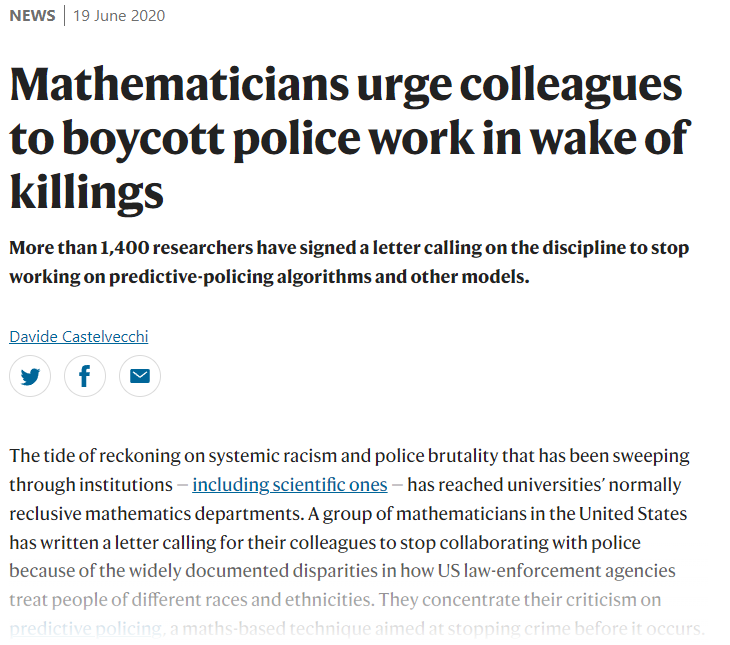 NEWS | 19 June 2020
Mathematicians urge colleagues
to boycott police work in wake of
killings
More than 1,400 researchers have signed a letter calling on the discipline to stop
working on predictive-policing algorithms and other models.
Davide Castelvecchi
The tide of reckoning on systemic racism and police brutality that has been sweeping
through institutions — including scientific ones — has reached universities’ normally
reclusive mathematics departments. A group of mathematicians in the United States
has written a letter calling for their colleagues to stop collaborating with police
because of the widely documented disparities in how US law-enforcement agencies
treat people of different races and ethnicities. They concentrate their criticism on
predictive policing, a maths-based technique aimed at stopping crime before it occurs.